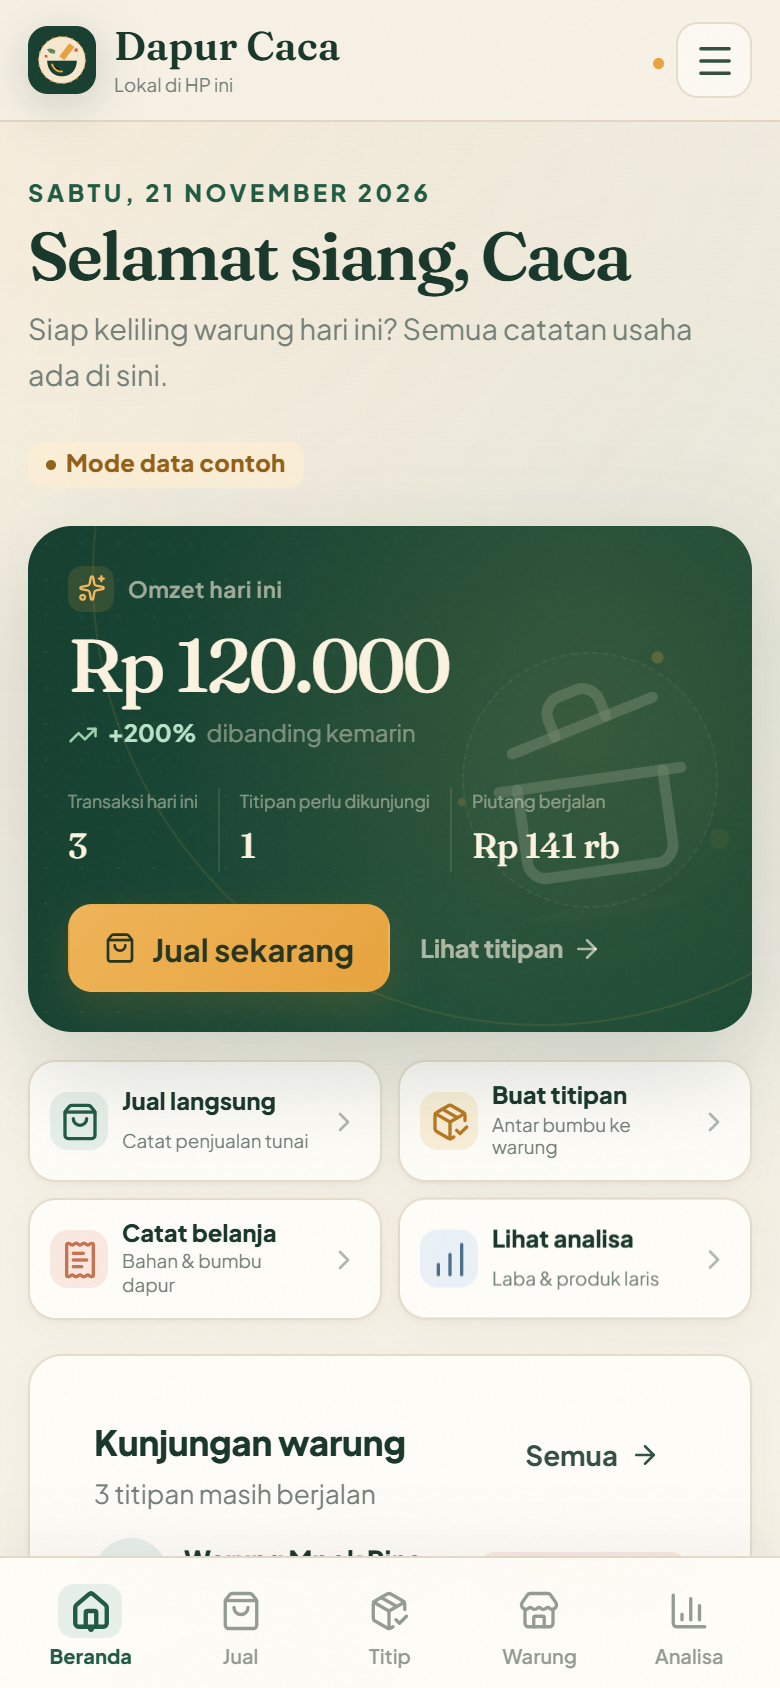 Dapur Caca
Lokal di HP ini
SABTU, 21 NOVEMBER 2026
Selamat siang, Caca
Siap keliling warung hari ini? Semua catatan usaha
ada di sini.
Mode data contoh
Omzet hari ini
Rp 120.000
+200% dibanding kemarin
Transaksi hari ini
3
Titipan perlu dikunjungi
1
Piutang berjalan
Rp 141 rb
Jual sekarang
Lihat titipan
Jual langsung
Catat penjualan tunai
Buat titipan
Antar bumbu ke
warung
Catat belanja
Bahan & bumbu
dapur
Lihat analisa
Laba & produk laris
Kunjungan warung
Semua
3 titipan masih berjalan
Beranda
Jual
Titip
Warung
Analisa